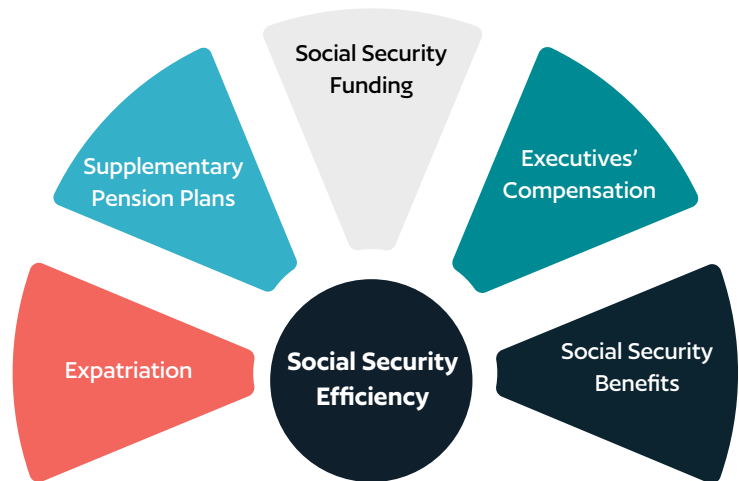 Social Security
Funding
Supplementary
Pension Plans
Executives’
Compensation
Expatriation
Social Security
Efficiency
Social Security
Benefits